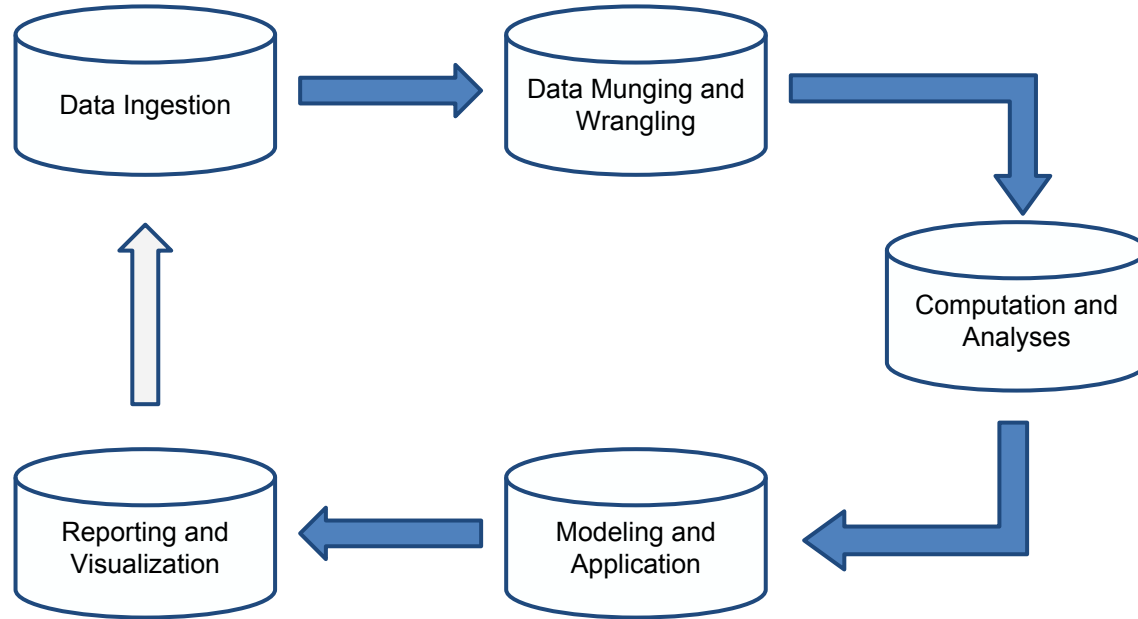 Data Ingestion
Data Munging and
Wrangling
Computation and
Analyses
Modeling and
Application
Reporting and
Visualization